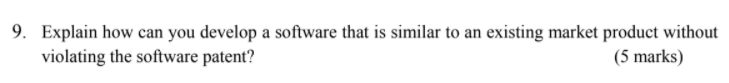 9. Explain how can you develop a software that is similar to an existing market product without
violating the software patent? (5 marks)